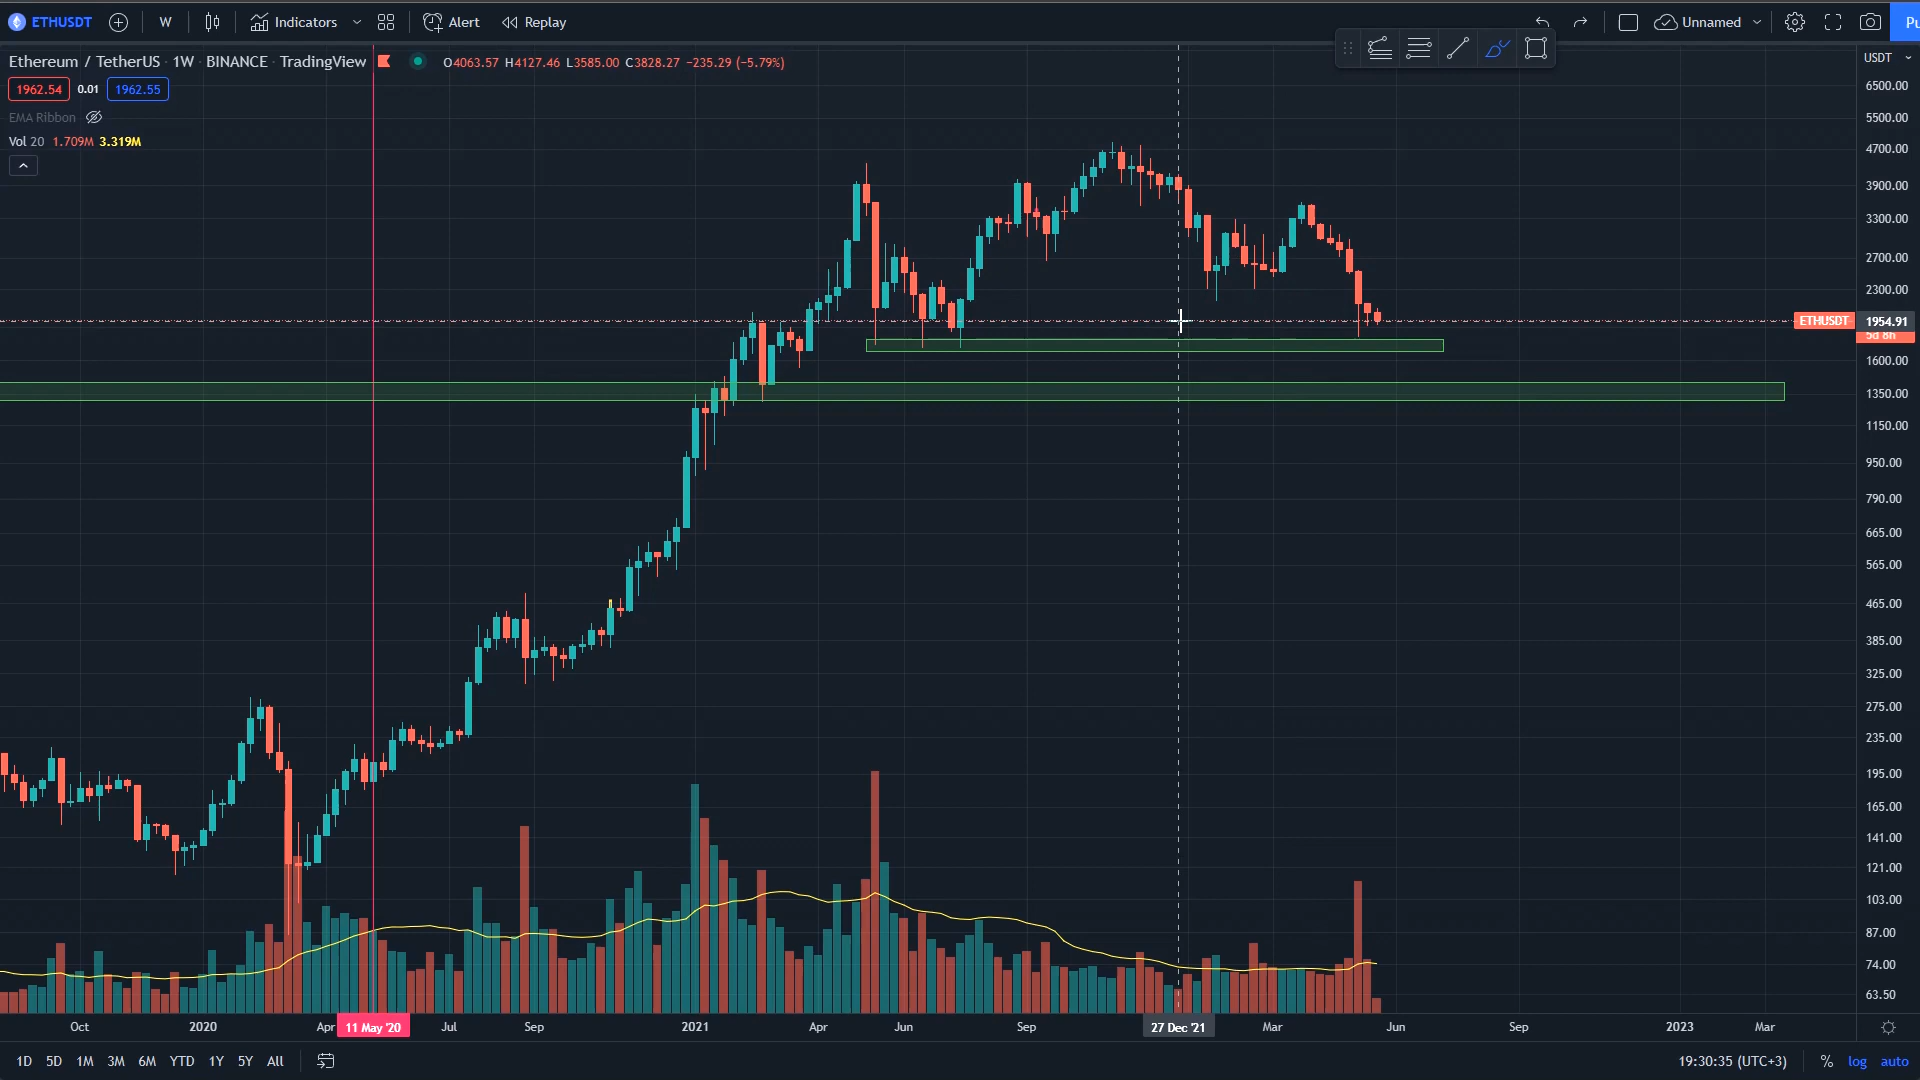 ETHUSDT W Indicators Alert Replay Unnamed Pu
Ethereum / TetherUS · 1W · BINANCE · TradingView O4063.57 H4127.46 L3585.00 C3828.27 −235.29 (−5.79%)
USDT
1962.54 0.01 1962.55
EMA Ribbon
Vol 20 1.709M 3.319M
6500.00
5500.00
4700.00
3900.00
3300.00
2700.00
2300.00
ETHUSDT 1954.91
5d 8h
1600.00
1350.00
1150.00
950.00
790.00
665.00
565.00
465.00
385.00
325.00
275.00
235.00
195.00
165.00
141.00
121.00
103.00
87.00
74.00
63.50
Oct 2020 Apr 11 May '20 Jul Sep 2021 Apr Jun Sep 27 Dec '21 Mar Jun Sep 2023 Mar
1D 5D 1M 3M 6M YTD 1Y 5Y All 19:30:35 (UTC+3) % log auto